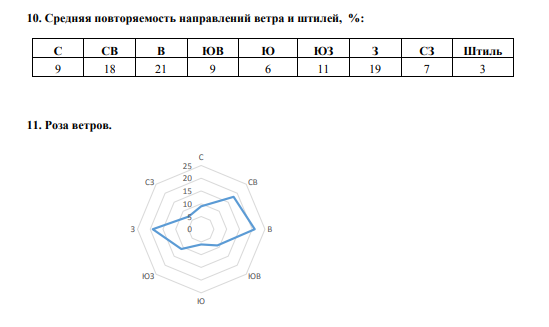 10. Средняя повторяемость направлений ветра и штилей, %:
С СВ В ЮВ Ю ЮЗ З СЗ Штиль
9 18 21 9 6 11 19 7 3
11. Роза ветров.
С
25
СЗ 20 СВ
15
10
5
З 0 В
ЮЗ ЮВ
Ю